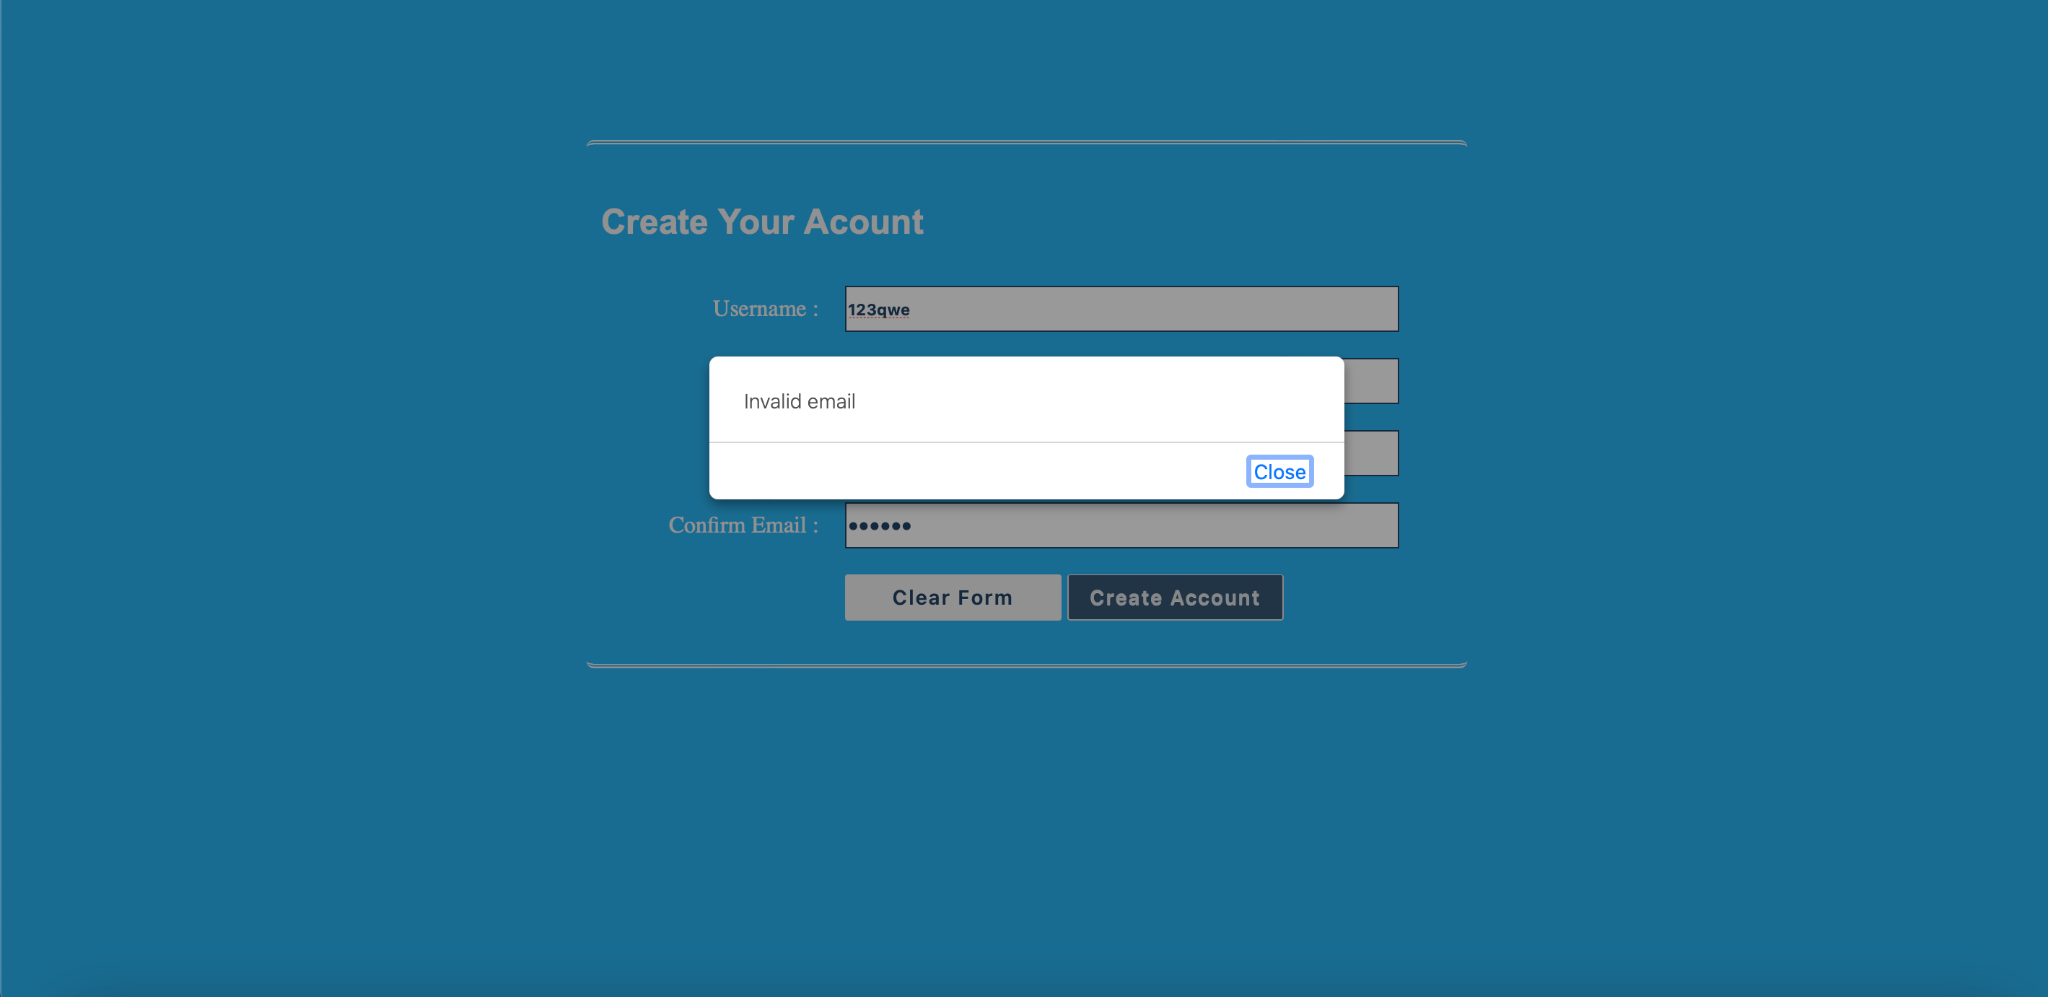 Create Your Acount
Username :
123qwe
Invalid email
Close
Confirm Email :
••••••
Clear Form
Create Account